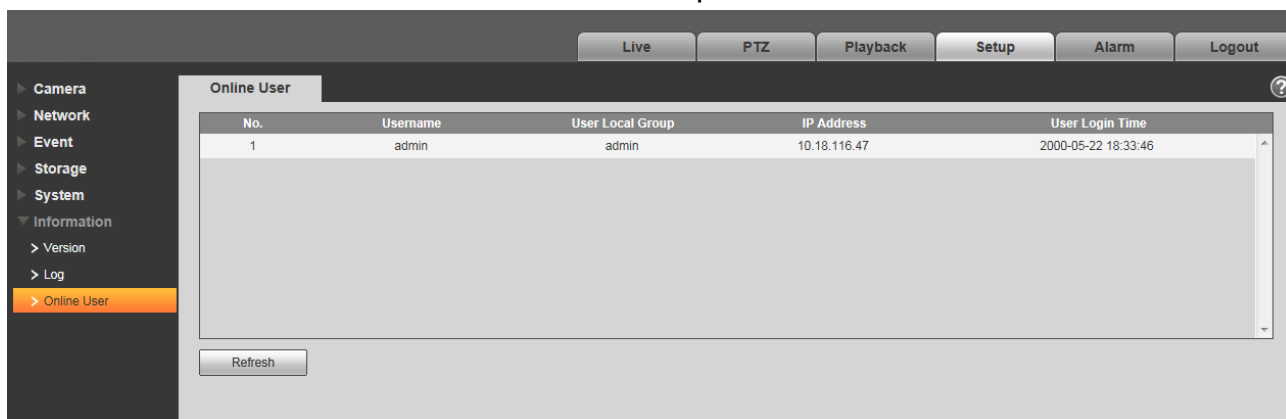 Live PTZ Playback Setup Alarm Logout
Camera
Network
Event
Storage
System
Information
> Version
> Log
> Online User
Online User
No. Username User Local Group IP Address User Login Time
1 admin admin 10.18.116.47 2000-05-22 18:33:46
Refresh
?